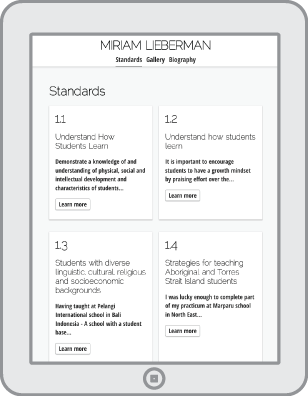 MIRIAM LIEBERMAN
Standards Gallery Biography
Standards
1.1
Understand How
Students Learn
Demonstrate a knowledge of and
understanding of physical, social and
intellectual development and
characteristics of students...
Learn more
1.2
Understand how students
learn
It is important to encourage
students to have a growth mindset
by praising effort over the...
Learn more
1.3
Students with diverse
linguistic, cultural, religious
and socioeconomic
backgrounds
Having taught at Pelangi
International school in Bali
Indonesia - A school with a student
base...
Learn more
1.4
Strategies for teaching
Aboriginal and Torres
Strait Island students
I was lucky enough to complete part
of my practicum at Marparu school
in North East...
Learn more